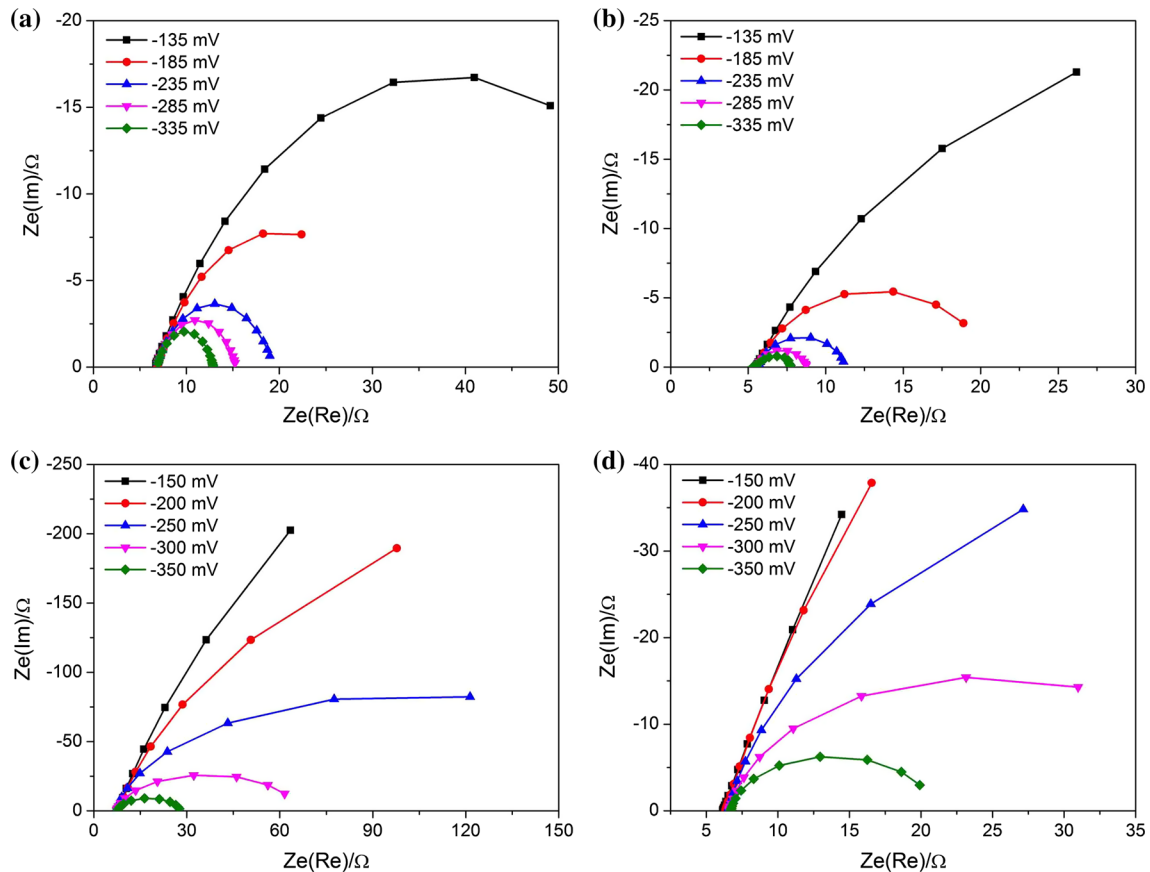 (a)
-20
-15
-10
-5
0
Ze(Im)/Ω
-135 mV
-185 mV
-235 mV
-285 mV
-335 mV
0 10 20 30 40 50
Ze(Re)/Ω
(b)
-25
-20
-15
-10
-5
0
Ze(Im)/Ω
-135 mV
-185 mV
-235 mV
-285 mV
-335 mV
0 5 10 15 20 25 30
Ze(Re)/Ω
(c)
-250
-200
-150
-100
-50
0
Ze(Im)/Ω
-150 mV
-200 mV
-250 mV
-300 mV
-350 mV
0 30 60 90 120 150
Ze(Re)/Ω
(d)
-40
-30
-20
-10
0
Ze(Im)/Ω
-150 mV
-200 mV
-250 mV
-300 mV
-350 mV
5 10 15 20 25 30 35
Ze(Re)/Ω